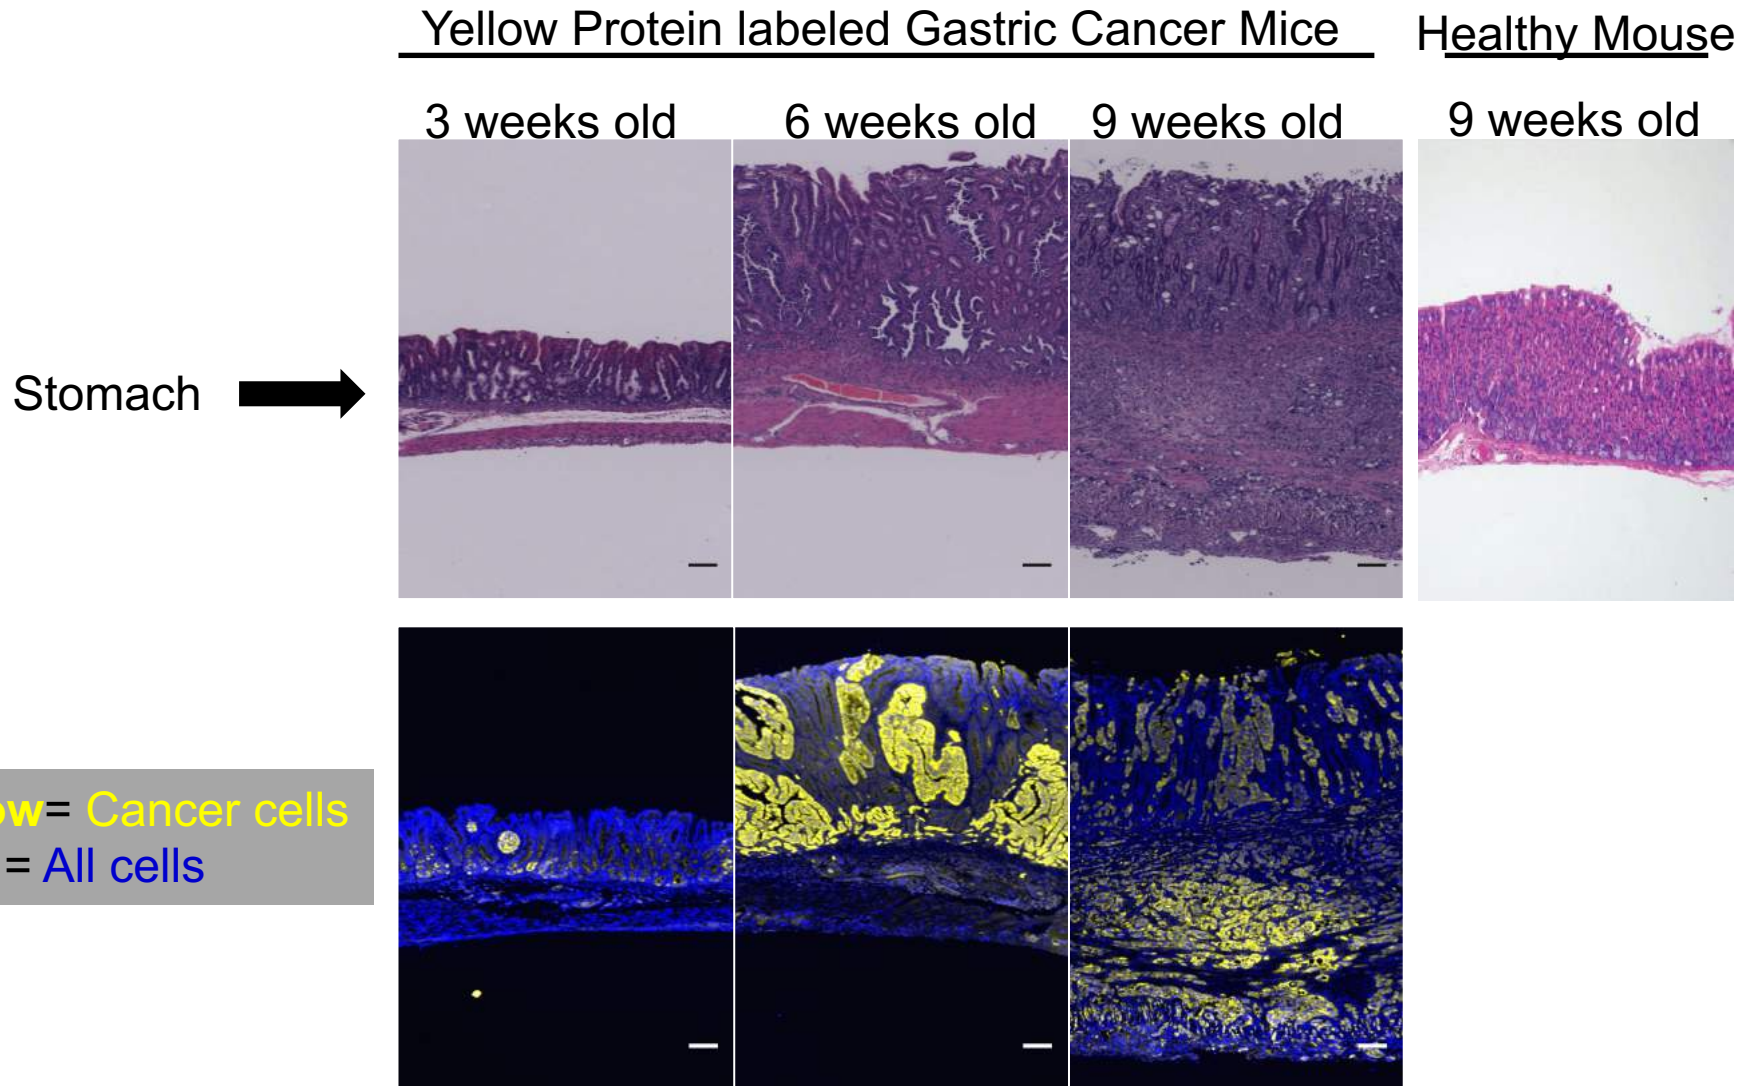 Yellow Protein labeled Gastric Cancer Mice
Healthy Mouse
3 weeks old
6 weeks old
9 weeks old
9 weeks old
Stomach
ow= Cancer cells
= All cells